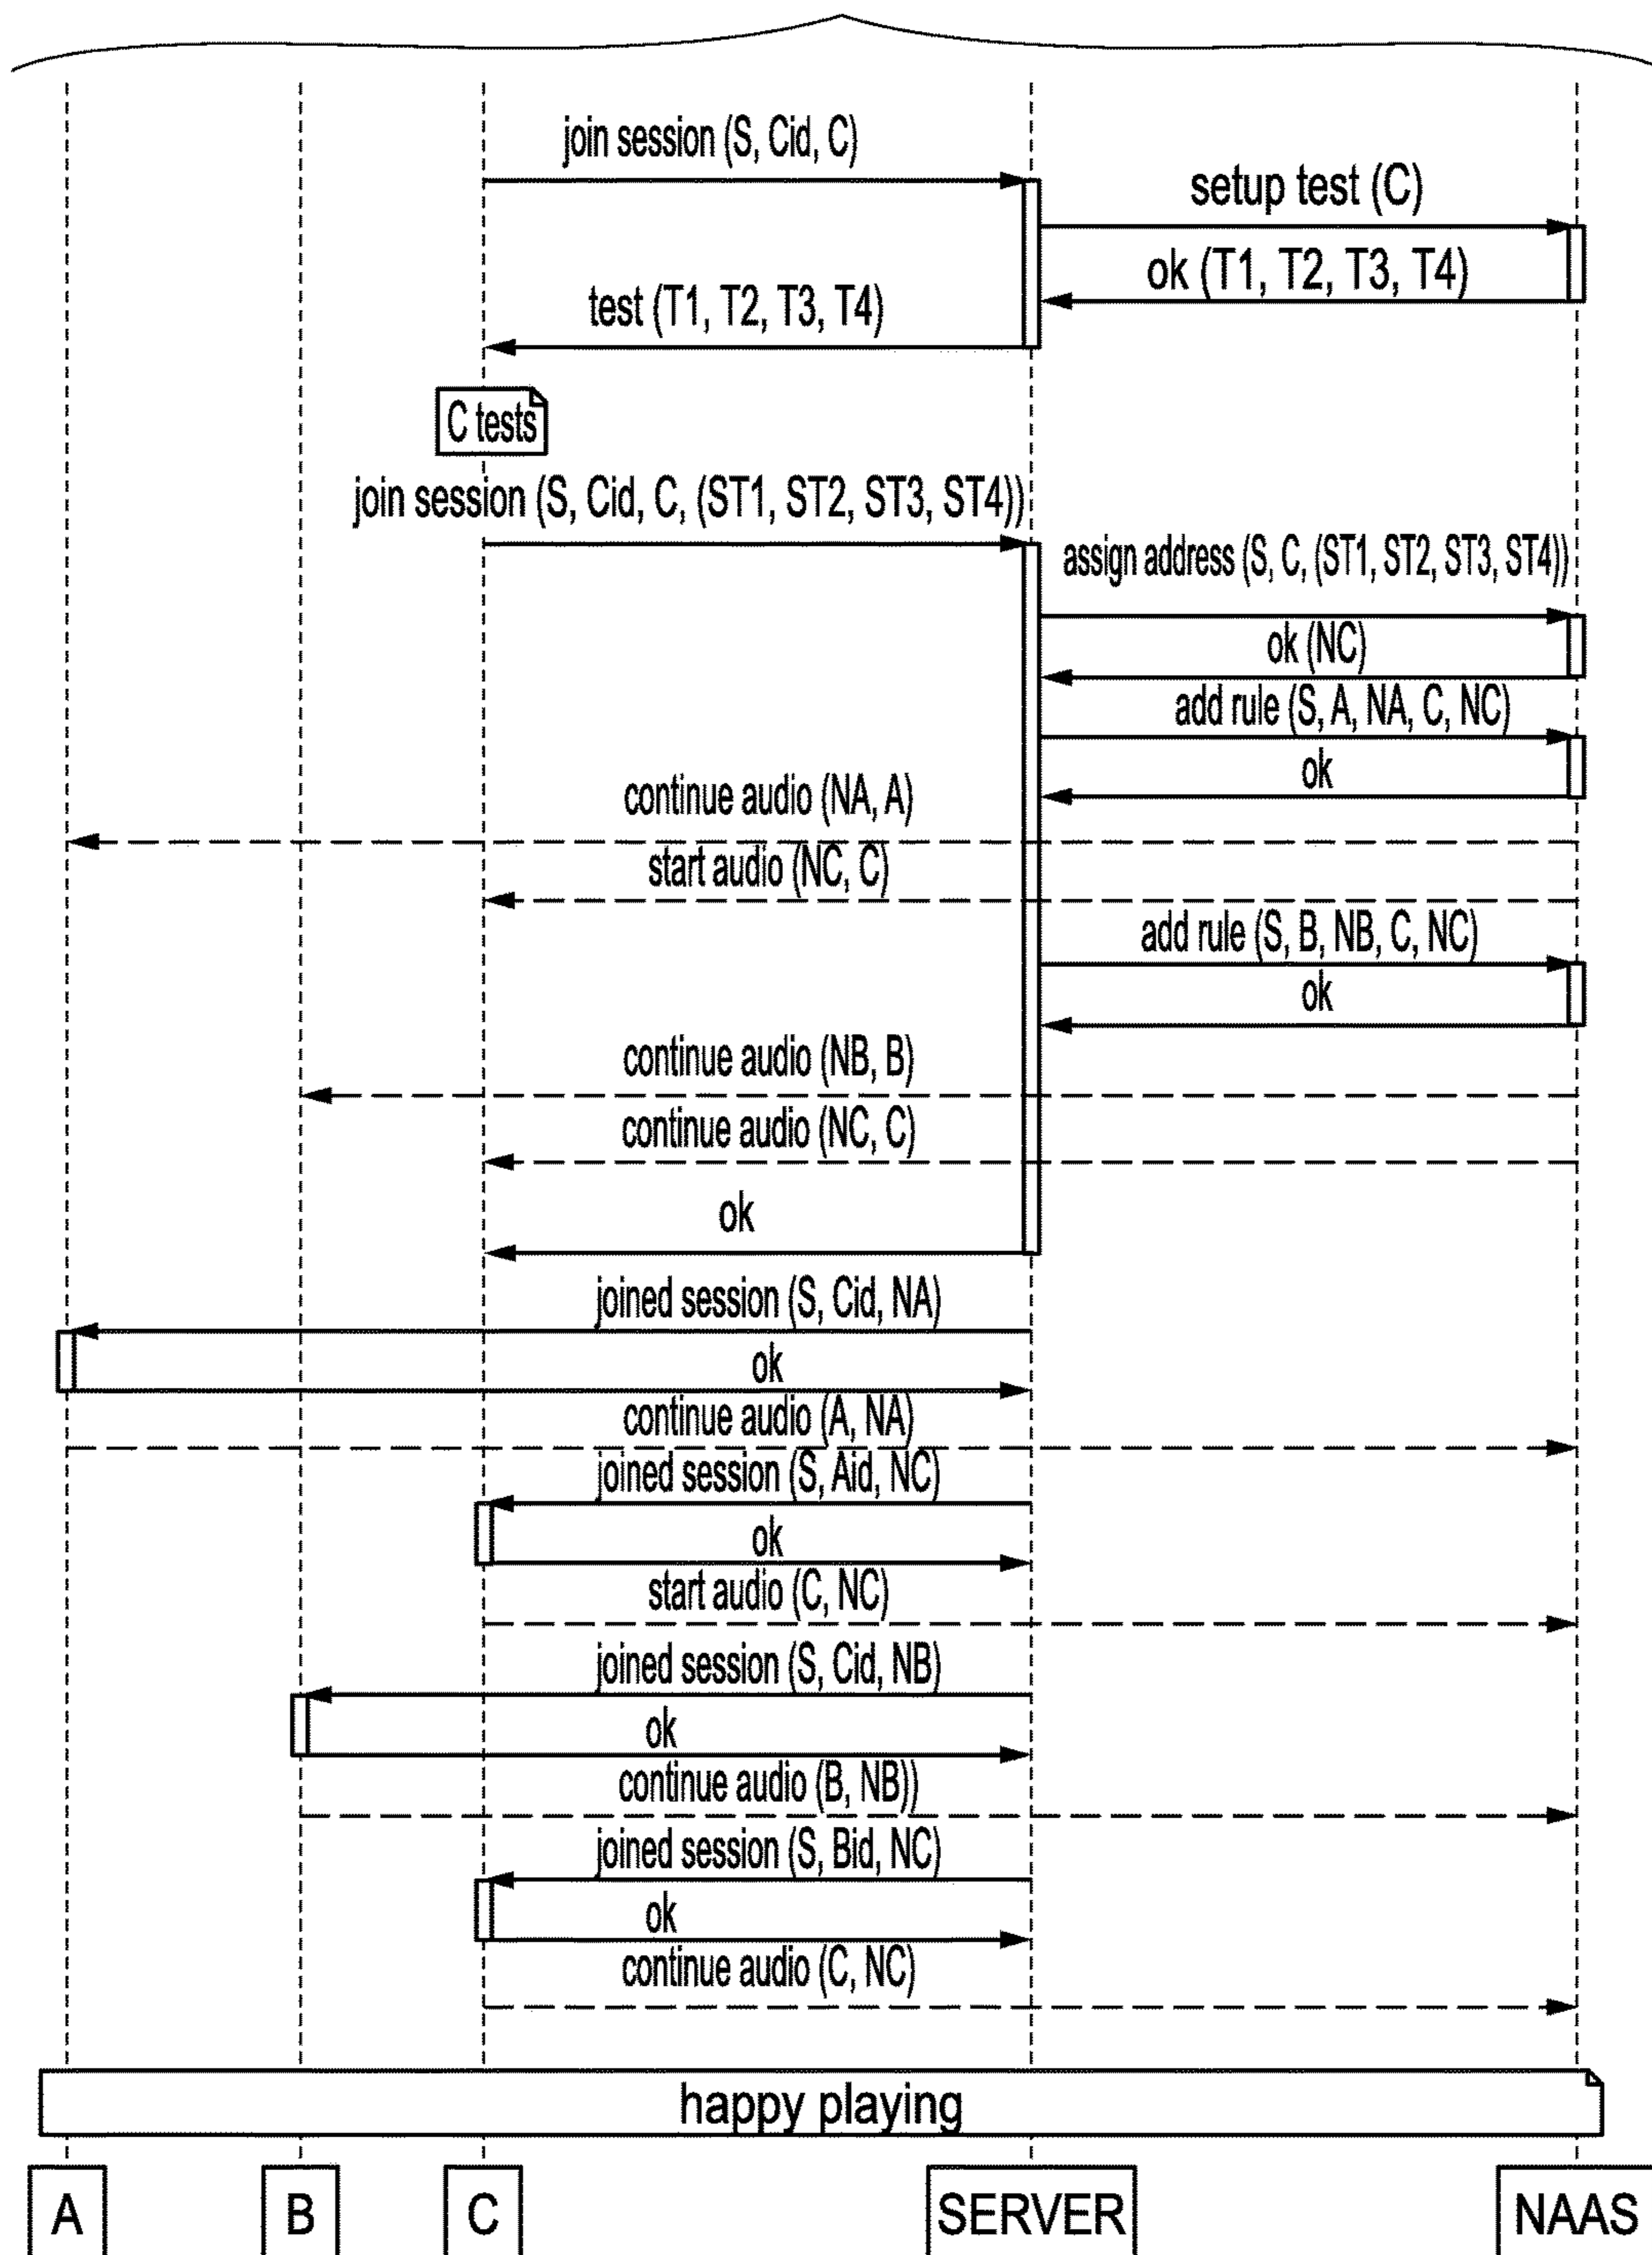 join session (S, Cid, C)
setup test (C)
ok (T1, T2, T3, T4)
test (T1, T2, T3, T4)
C tests
join session (S, Cid, C, (ST1, ST2, ST3, ST4))
assign address (S, C, (ST1, ST2, ST3, ST4))
ok (NC)
add rule (S, A, NA, C, NC)
ok
continue audio (NA, A)
start audio (NC, C)
add rule (S, B, NB, C, NC)
ok
continue audio (NB, B)
continue audio (NC, C)
ok
joined session (S, Cid, NA)
ok
continue audio (A, NA)
joined session (S, Aid, NC)
ok
start audio (C, NC)
joined session (S, Cid, NB)
ok
continue audio (B, NB))
joined session (S, Bid, NC)
ok
continue audio (C, NC)
happy playing
A B C SERVER NAAS